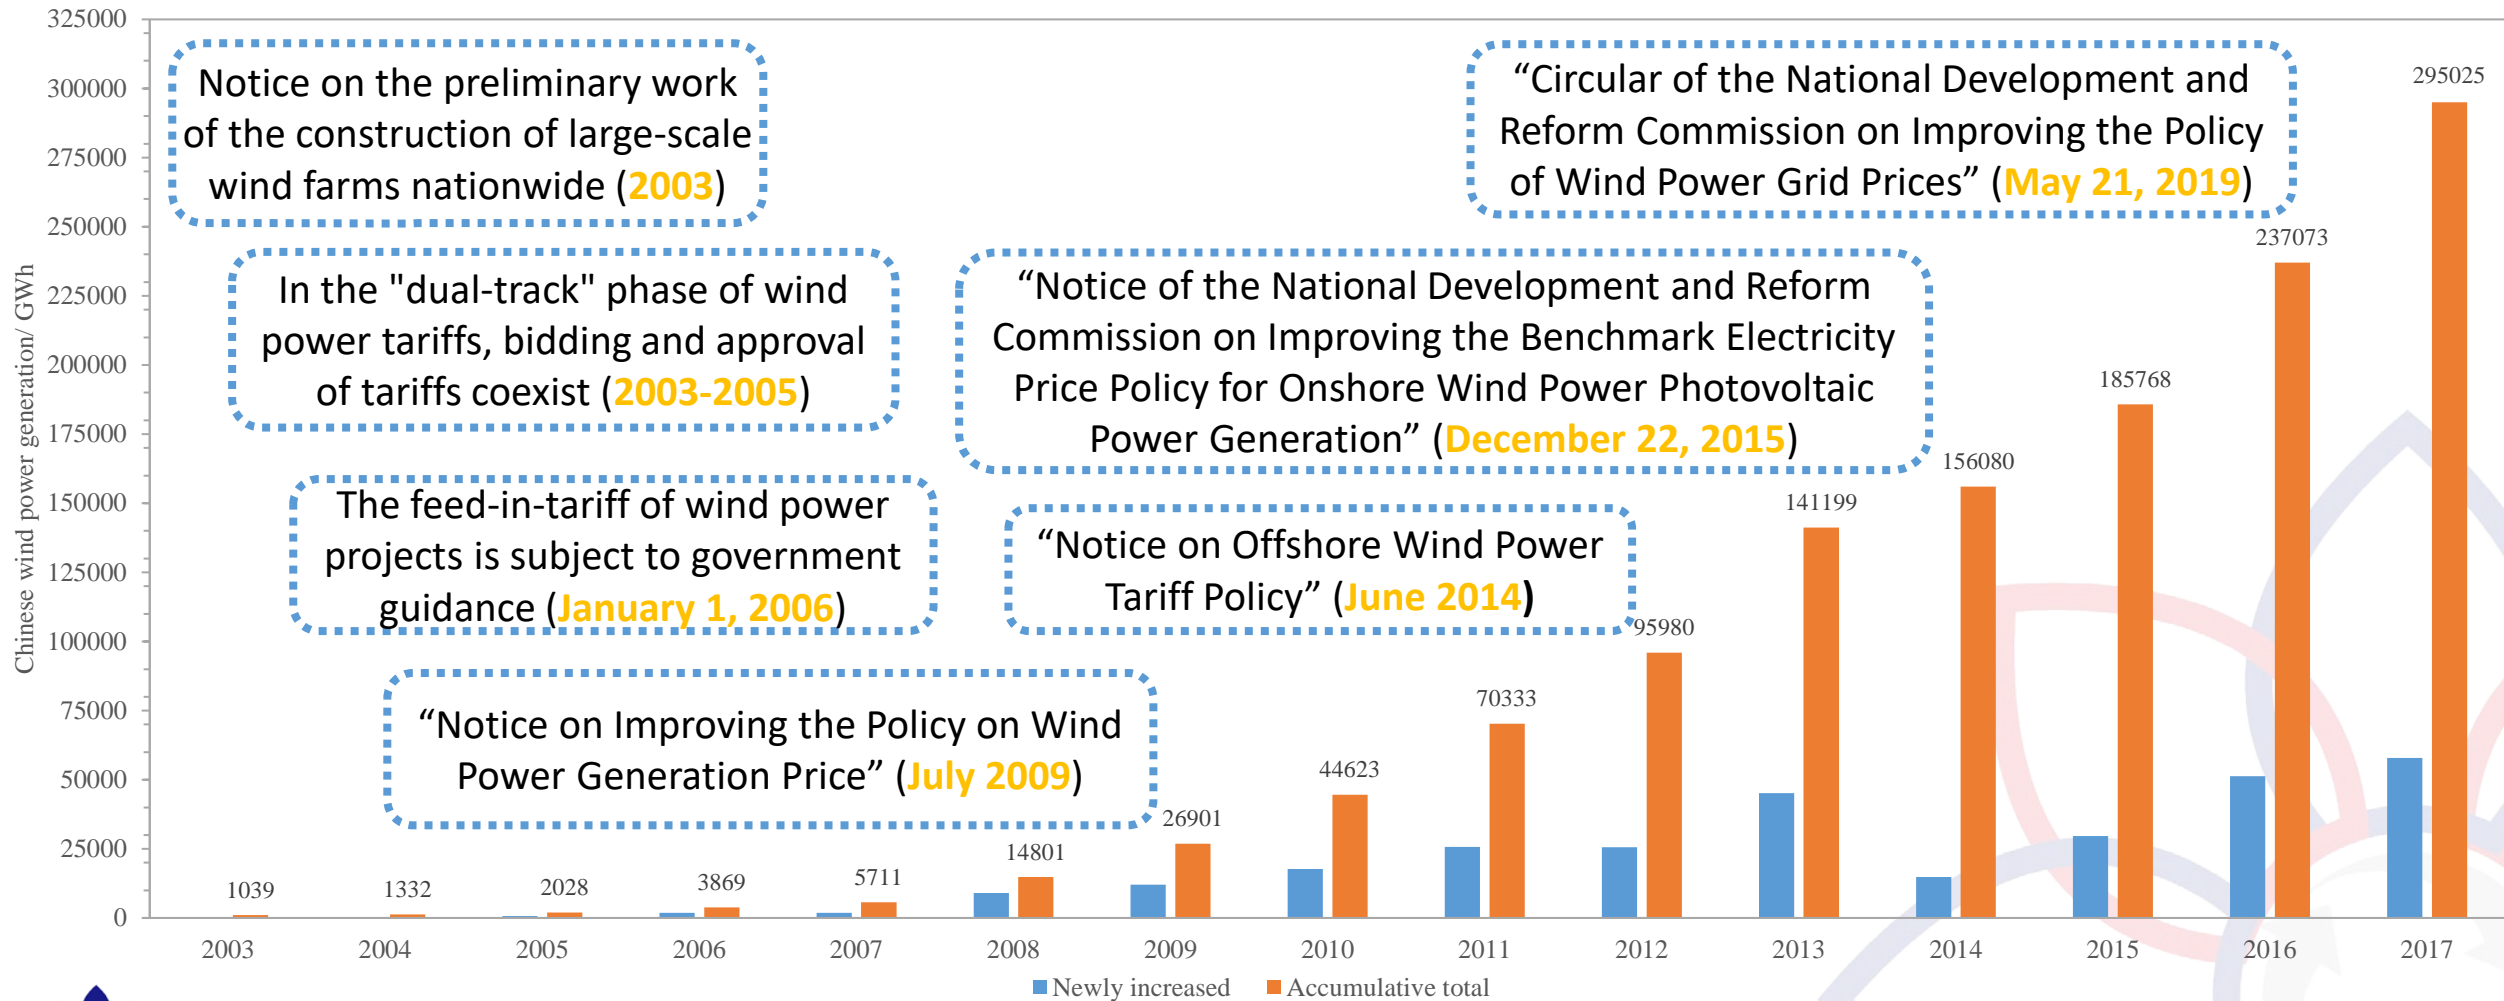 Chinese wind power generation/ GWh
325000
300000
275000
250000
225000
200000
175000
150000
125000
100000
75000
50000
25000
0
Notice on the preliminary work
of the construction of large-scale
wind farms nationwide (2003)
“Circular of the National Development and
Reform Commission on Improving the Policy
of Wind Power Grid Prices” (May 21, 2019)
In the "dual-track" phase of wind
power tariffs, bidding and approval
of tariffs coexist (2003-2005)
“Notice of the National Development and Reform
Commission on Improving the Benchmark Electricity
Price Policy for Onshore Wind Power Photovoltaic
Power Generation” (December 22, 2015)
The feed-in-tariff of wind power
projects is subject to government
guidance (January 1, 2006)
“Notice on Offshore Wind Power
Tariff Policy” (June 2014)
“Notice on Improving the Policy on Wind
Power Generation Price” (July 2009)
1039
1332
2028
3869
5711
14801
26901
44623
70333
95980
141199
156080
185768
237073
295025
2003
2004
2005
2006
2007
2008
2009
2010
2011
2012
2013
2014
2015
2016
2017
Newly increased
Accumulative total